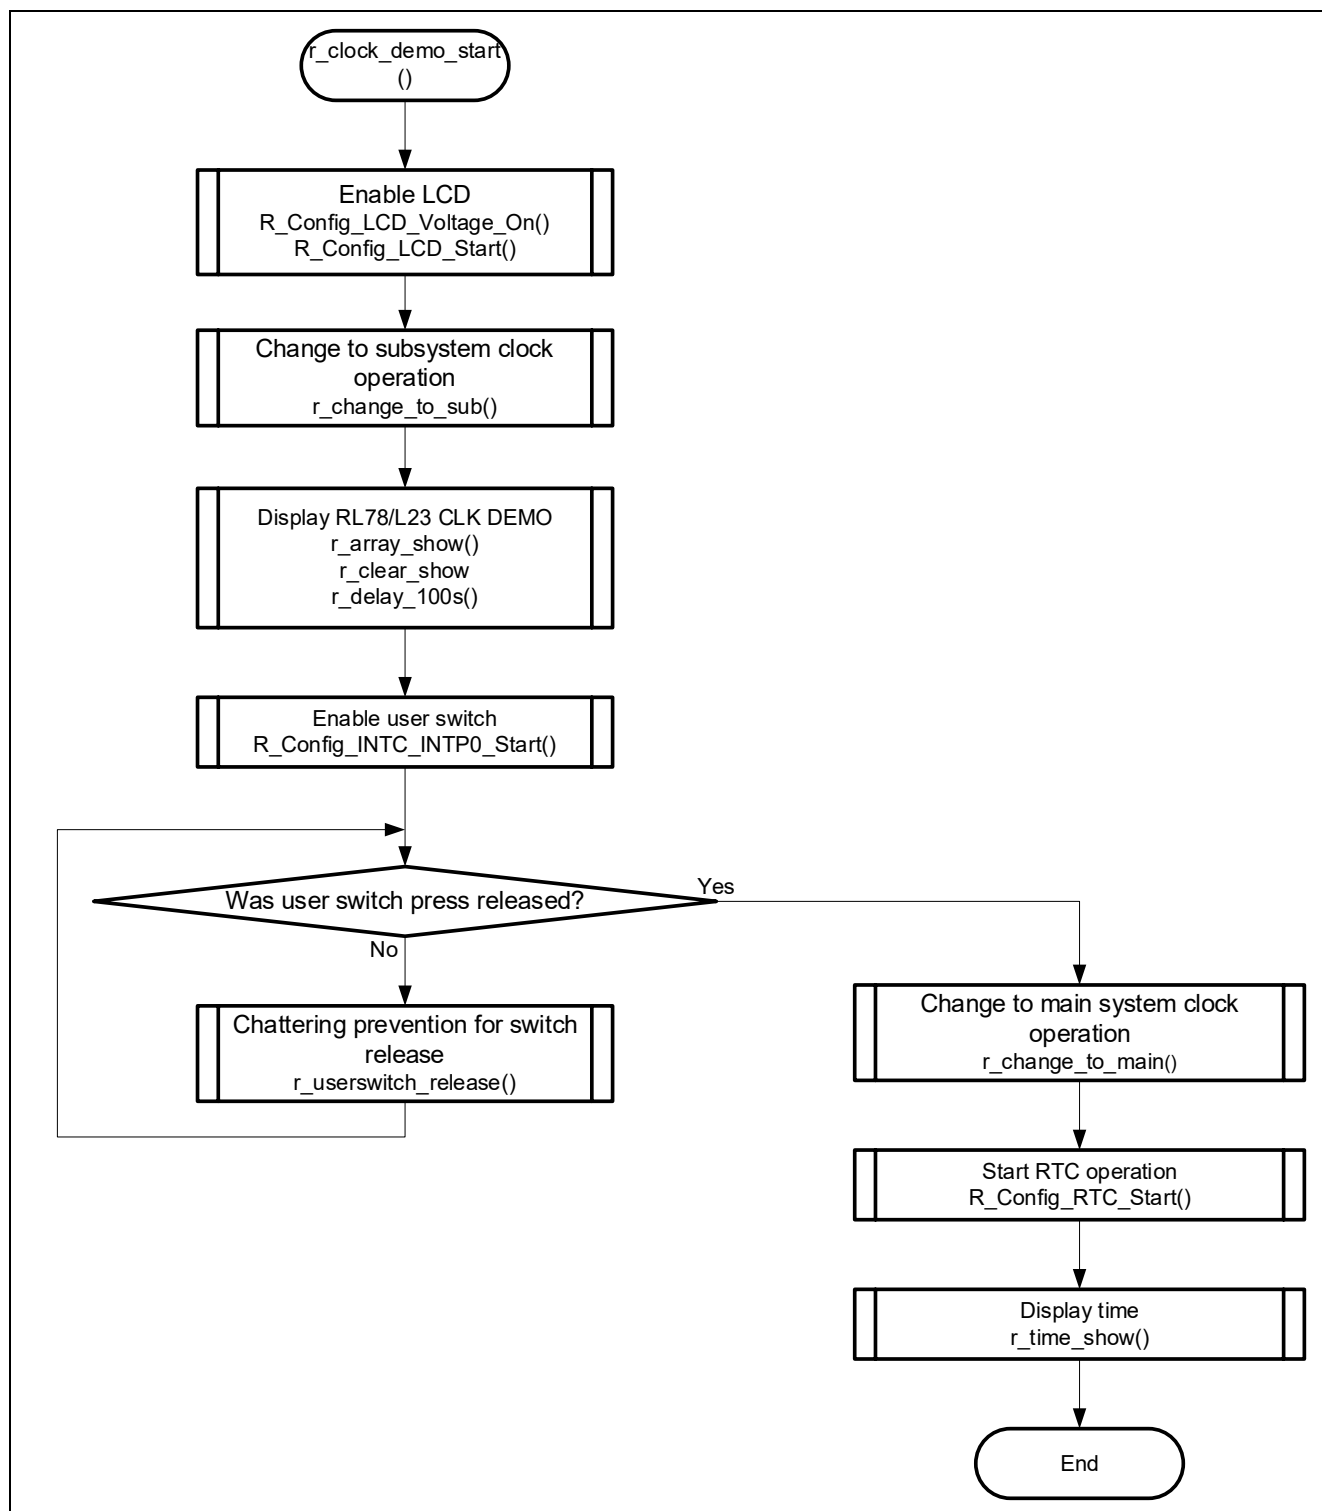 r_clock_demo_start
()
Enable LCD
R_Config_LCD_Voltage_On()
R_Config_LCD_Start()
Change to subsystem clock
operation
r_change_to_sub()
Display RL78/L23 CLK DEMO
r_array_show()
r_clear_show
r_delay_100s()
Enable user switch
R_Config_INTC_INTP0_Start()
Was user switch press released?
Yes
No
Chattering prevention for switch
release
r_userswitch_release()
Change to main system clock
operation
r_change_to_main()
Start RTC operation
R_Config_RTC_Start()
Display time
r_time_show()
End